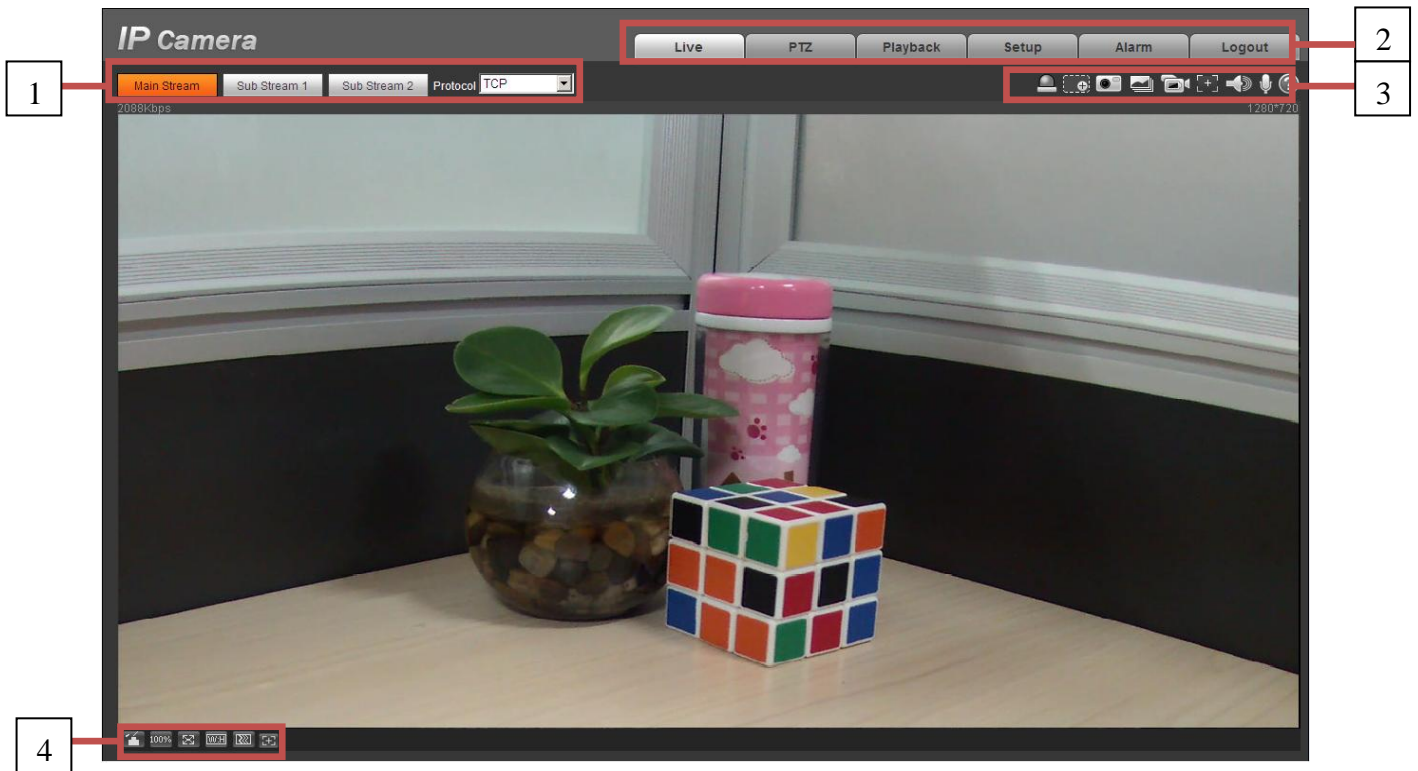 IP Camera
Live PTZ Playback Setup Alarm Logout
2
1
Main Stream Sub Stream 1 Sub Stream 2 Protocol TCP
3
2088Kbps 1280*720
100% W:H
4